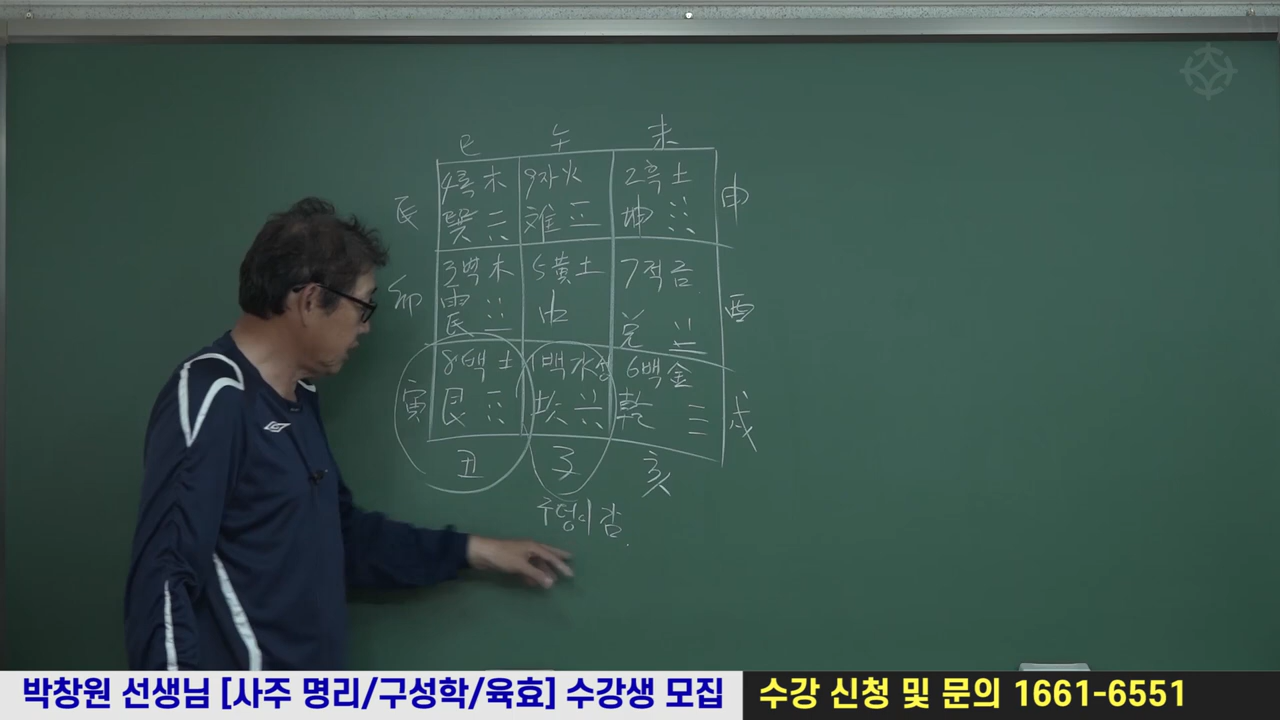 巳 午 未
4록木 9자火 2흑土
辰 巽 ☴ 離 ☲ 坤 ☷ 申
3벽木 5黃土 7적금
卯 震 ☳ 中 兌 ☱ 酉
8백土 1백水성 6백金
寅 艮 ☶ 坎 ☵ 乾 ☰ 戌
丑 子 亥
구덩이 감
박창원 선생님 [사주 명리/구성학/육효] 수강생 모집
수강 신청 및 문의 1661-6551